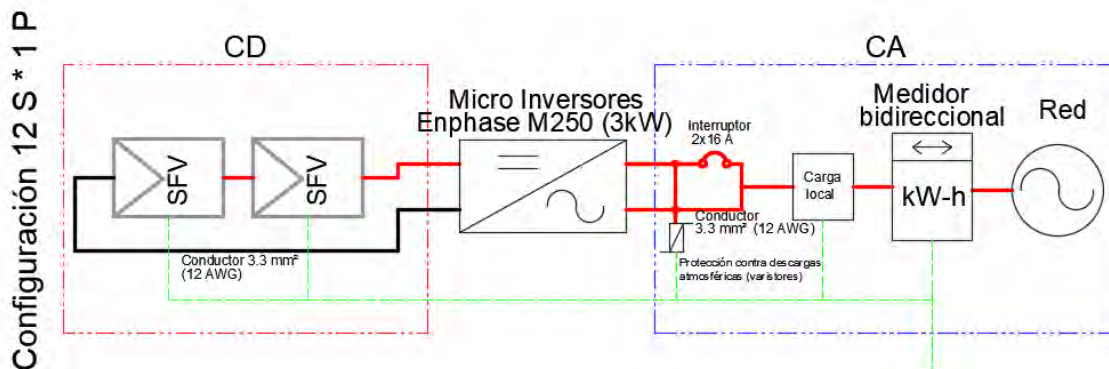 Configuración 12 S * 1 P
CD
CA
SFV
SFV
Conductor 3.3 mm²
(12 AWG)
Micro Inversores
Enphase M250 (3kW)
Interruptor
2x16 A
Conductor
3.3 mm² (12 AWG)
Protección contra descargas
atmosféricas (varistores)
Carga
local
Medidor
bidireccional
kW-h
Red